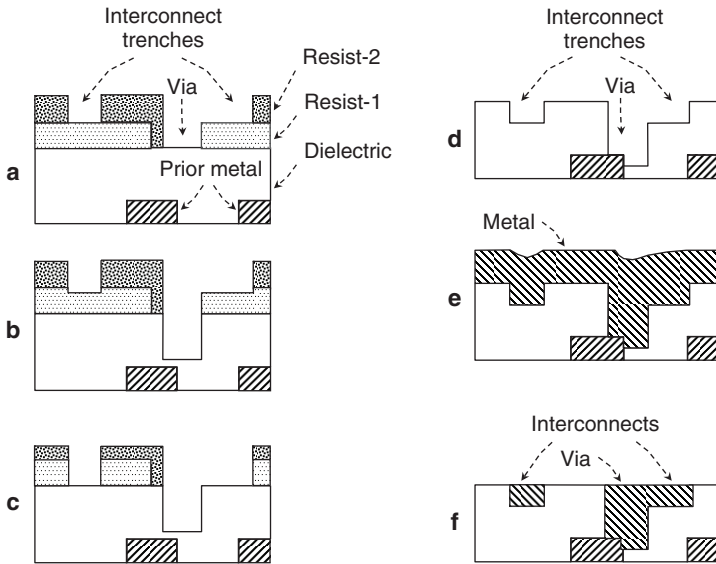 Interconnect
trenches
Resist-2
Via
Resist-1
a
Prior metal
Dielectric
b
c
Interconnect
trenches
Via
d
Metal
e
Interconnects
Via
f